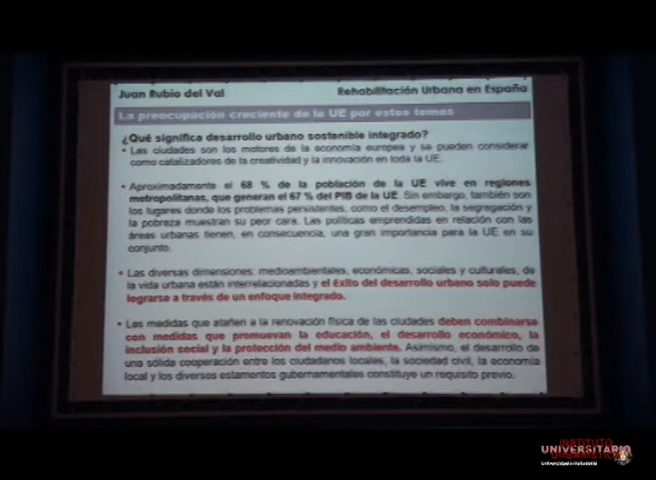 Juan Rubio del Val
Rehabilitación Urbana en España
La preocupación creciente de la UE por estos temas
¿Qué significa desarrollo urbano sostenible integrado?
• Las ciudades son los motores de la economía europea y se pueden considerar
como catalizadores de la creatividad y la innovación en toda la UE.
• Aproximadamente el 68 % de la población de la UE vive en regiones
metropolitanas, que generan el 67 % del PIB de la UE. Sin embargo, también son
los lugares donde los problemas persistentes, como el desempleo, la segregación y
la pobreza muestran su peor cara. Las políticas emprendidas en relación con las
áreas urbanas tienen, en consecuencia, una gran importancia para la UE en su
conjunto.
• Las diversas dimensiones: medioambientales, económicas, sociales y culturales, de
la vida urbana están interrelacionadas y el éxito del desarrollo urbano solo puede
lograrse a través de un enfoque integrado.
• Las medidas que atañen a la renovación física de las ciudades deben combinarse
con medidas que promuevan la educación, el desarrollo económico, la
inclusión social y la protección del medio ambiente. Asimismo, el desarrollo de
una sólida cooperación entre los ciudadanos locales, la sociedad civil, la economía
local y los diversos estamentos gubernamentales constituye un requisito previo.
INSTITUTO
UNIVERSITARIO
URBANÍSTICA
Universidad de Valladolid